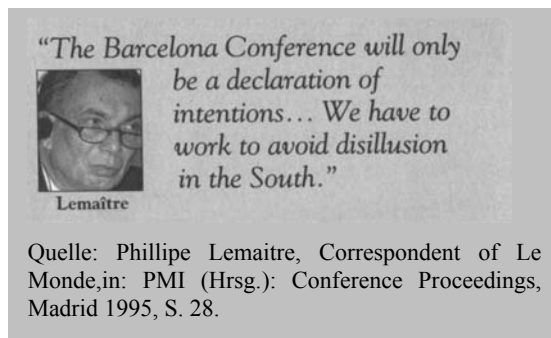 “The Barcelona Conference will only
be a declaration of
intentions... We have to
work to avoid disillusion
in the South.”
Lemaître
Quelle: Phillipe Lemaitre, Correspondent of Le
Monde,in: PMI (Hrsg.): Conference Proceedings,
Madrid 1995, S. 28.